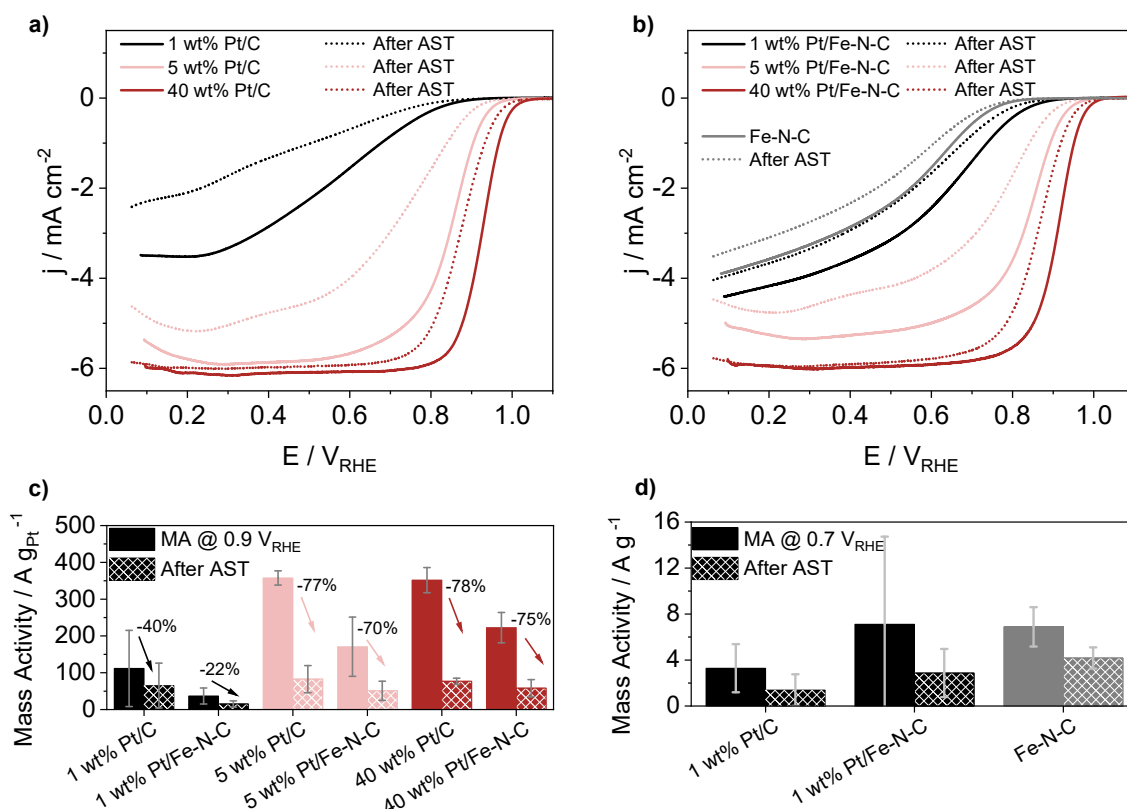 a)
1 wt% Pt/C
After AST
5 wt% Pt/C
After AST
40 wt% Pt/C
After AST
0
-2
-4
-6
j / mA cm⁻²
0.0 0.2 0.4 0.6 0.8 1.0
E / V_RHE
b)
1 wt% Pt/Fe-N-C
After AST
5 wt% Pt/Fe-N-C
After AST
40 wt% Pt/Fe-N-C
After AST
Fe-N-C
After AST
0
-2
-4
-6
j / mA cm⁻²
0.0 0.2 0.4 0.6 0.8 1.0
E / V_RHE
c)
MA @ 0.9 V_RHE
After AST
500
400
300
200
100
0
Mass Activity / A g_Pt⁻¹
-40%
-22%
-77%
-70%
-78%
-75%
1 wt% Pt/C
1 wt% Pt/Fe-N-C
5 wt% Pt/C
5 wt% Pt/Fe-N-C
40 wt% Pt/C
40 wt% Pt/Fe-N-C
d)
MA @ 0.7 V_RHE
After AST
16
12
8
4
0
Mass Activity / A g⁻¹
1 wt% Pt/C
1 wt% Pt/Fe-N-C
Fe-N-C